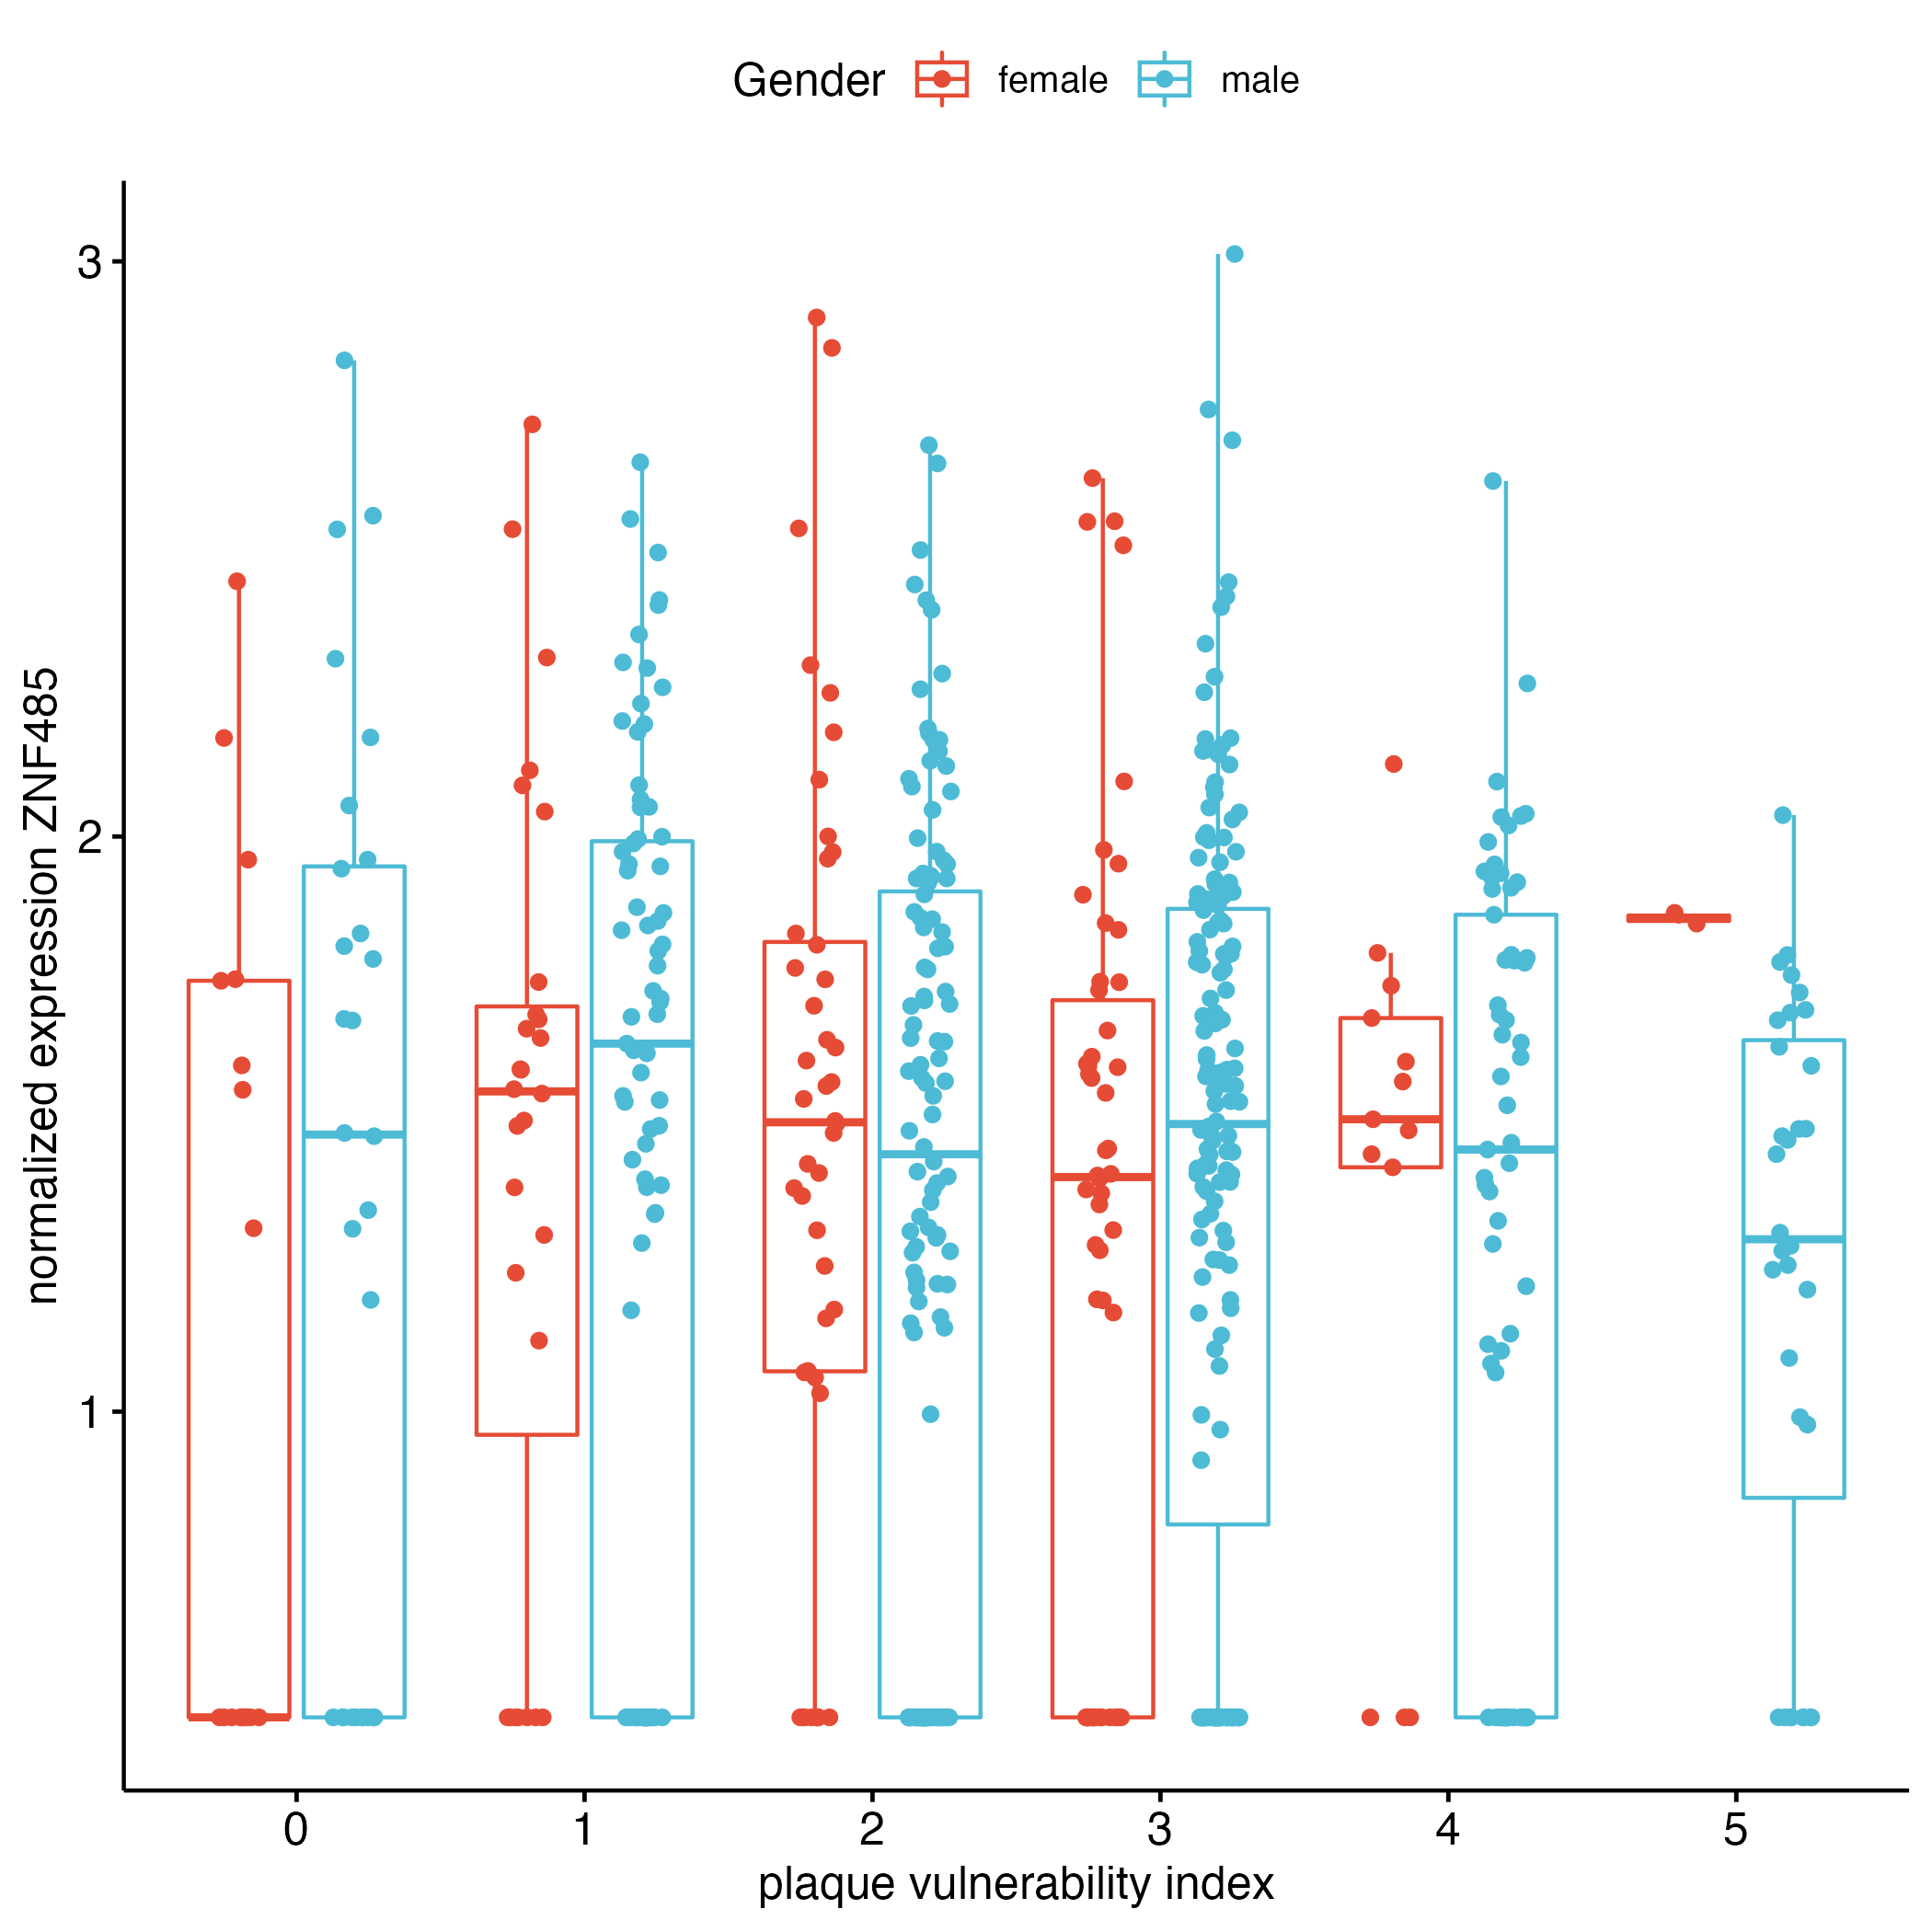 Gender female male
3
2
1
normalized expression ZNF485
0 1 2 3 4 5
plaque vulnerability index